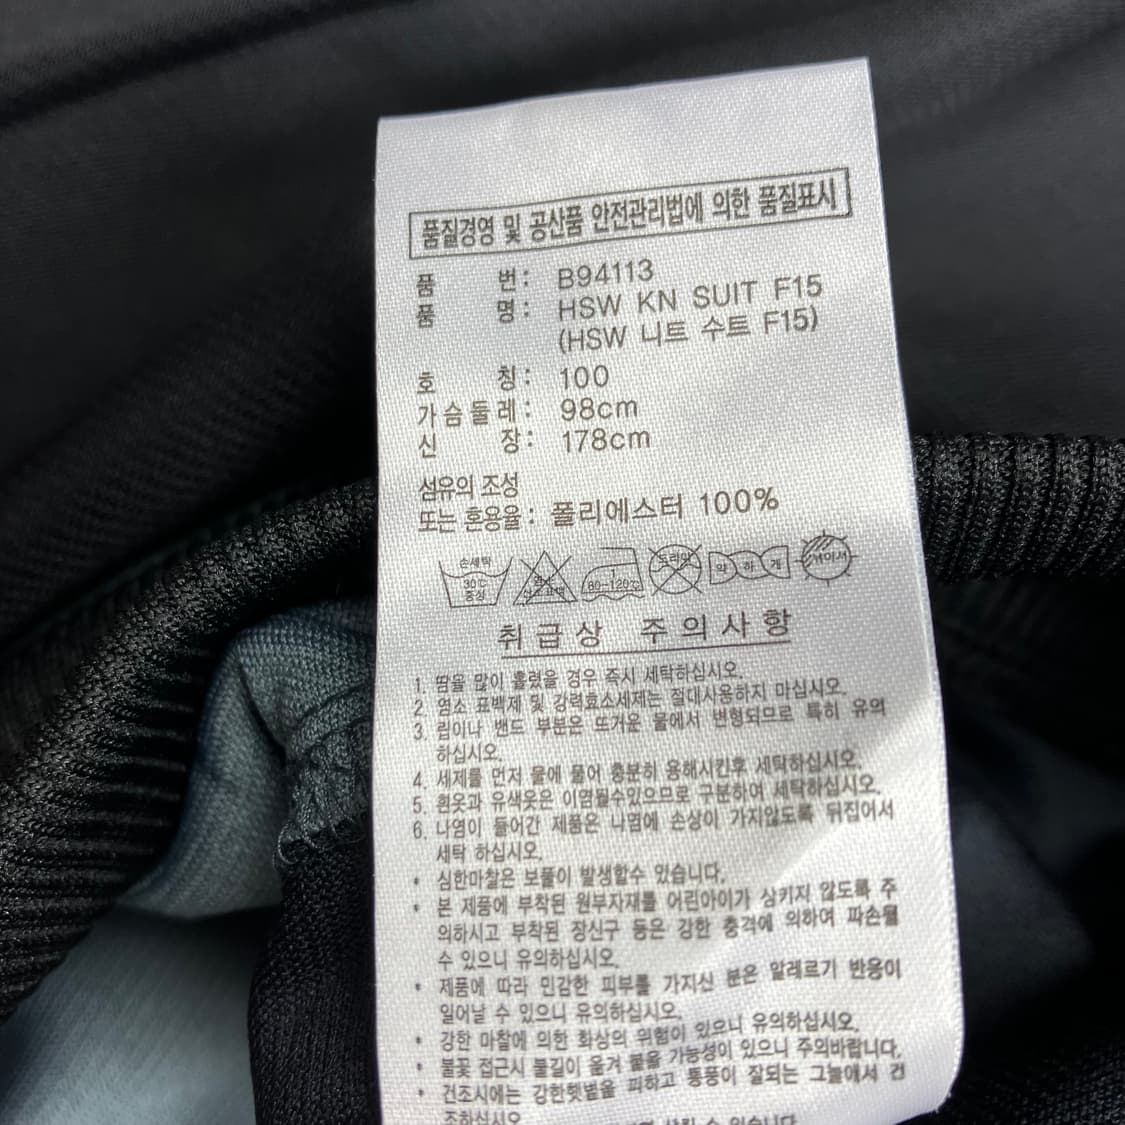 품질경영 및 공산품 안전관리법에 의한 품질표시
품 번: B94113
품 명: HSW KN SUIT F15
(HSW 니트 수트 F15)
호 칭: 100
가슴둘레: 98cm
신 장: 178cm
섬유의 조성
또는 혼용율: 폴리에스터 100%
손세탁
30℃
중성
80~120℃
드라이
약하게
취급상 주의사항
1. 땀을 많이 흘렸을 경우 즉시 세탁하십시오.
2. 염소 표백제 및 강력효소세제는 절대사용하지 마십시오.
3. 립이나 밴드 부분은 뜨거운 물에서 변형되므로 특히 유의
하십시오.
4. 세제를 먼저 물에 풀어 충분히 용해시킨후 세탁하십시오.
5. 흰옷과 유색옷은 이염될수있으므로 구분하여 세탁하십시오.
6. 나염이 들어간 제품은 나염에 손상이 가지않도록 뒤집어서
세탁 하십시오.
• 심한마찰은 보풀이 발생할수 있습니다.
• 본 제품에 부착된 원부자재를 어린아이가 삼키지 않도록 주
의하시고 부착된 장신구 등은 강한 충격에 의하여 파손될
수 있으니 유의하십시오.
• 제품에 따라 민감한 피부를 가지신 분은 알레르기 반응이
일어날 수 있으니 유의하십시오.
• 강한 마찰에 의한 화상의 위험이 있으니 유의하십시오.
• 불꽃 접근시 불길이 옮겨 붙을 가능성이 있으니 주의바랍니다.
• 건조시에는 강한햇볕을 피하고 통풍이 잘되는 그늘에서 건
조하십시오
수 있습니다.